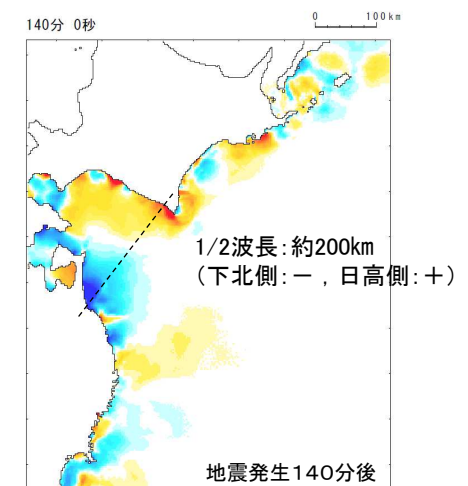 140分 0秒
0 100km
1/2波長:約200km
(下北側:－，日高側:＋)
地震発生140分後